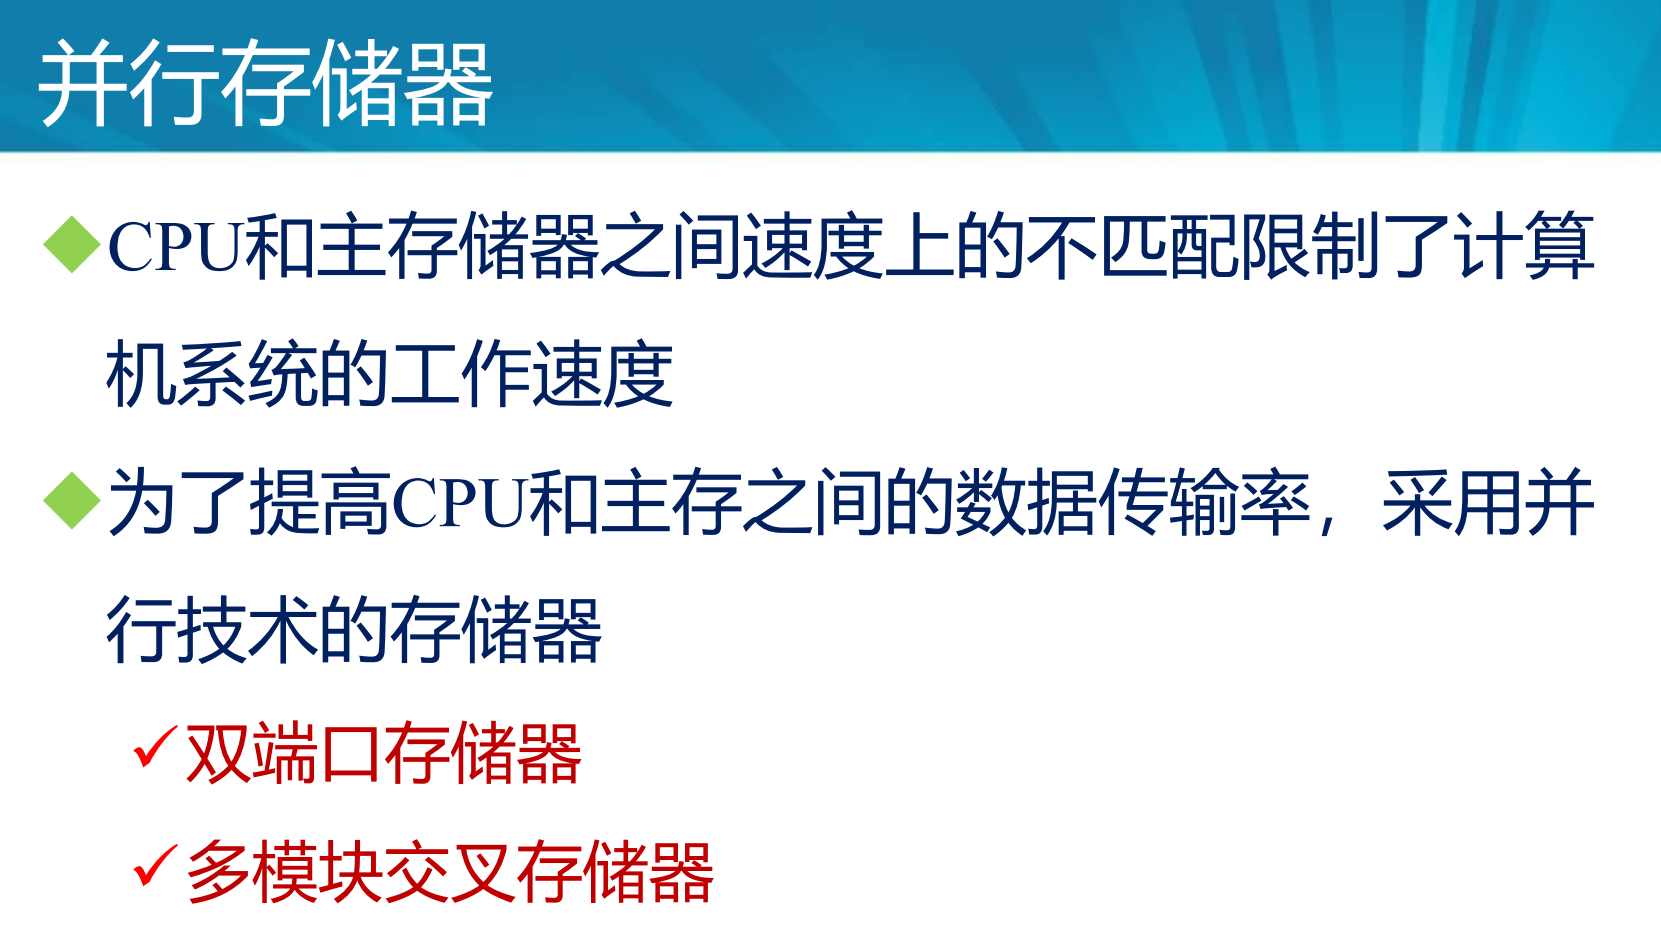 并行存储器
◆CPU和主存储器之间速度上的不匹配限制了计算
机系统的工作速度
◆为了提高CPU和主存之间的数据传输率，采用并
行技术的存储器
✓双端口存储器
✓多模块交叉存储器